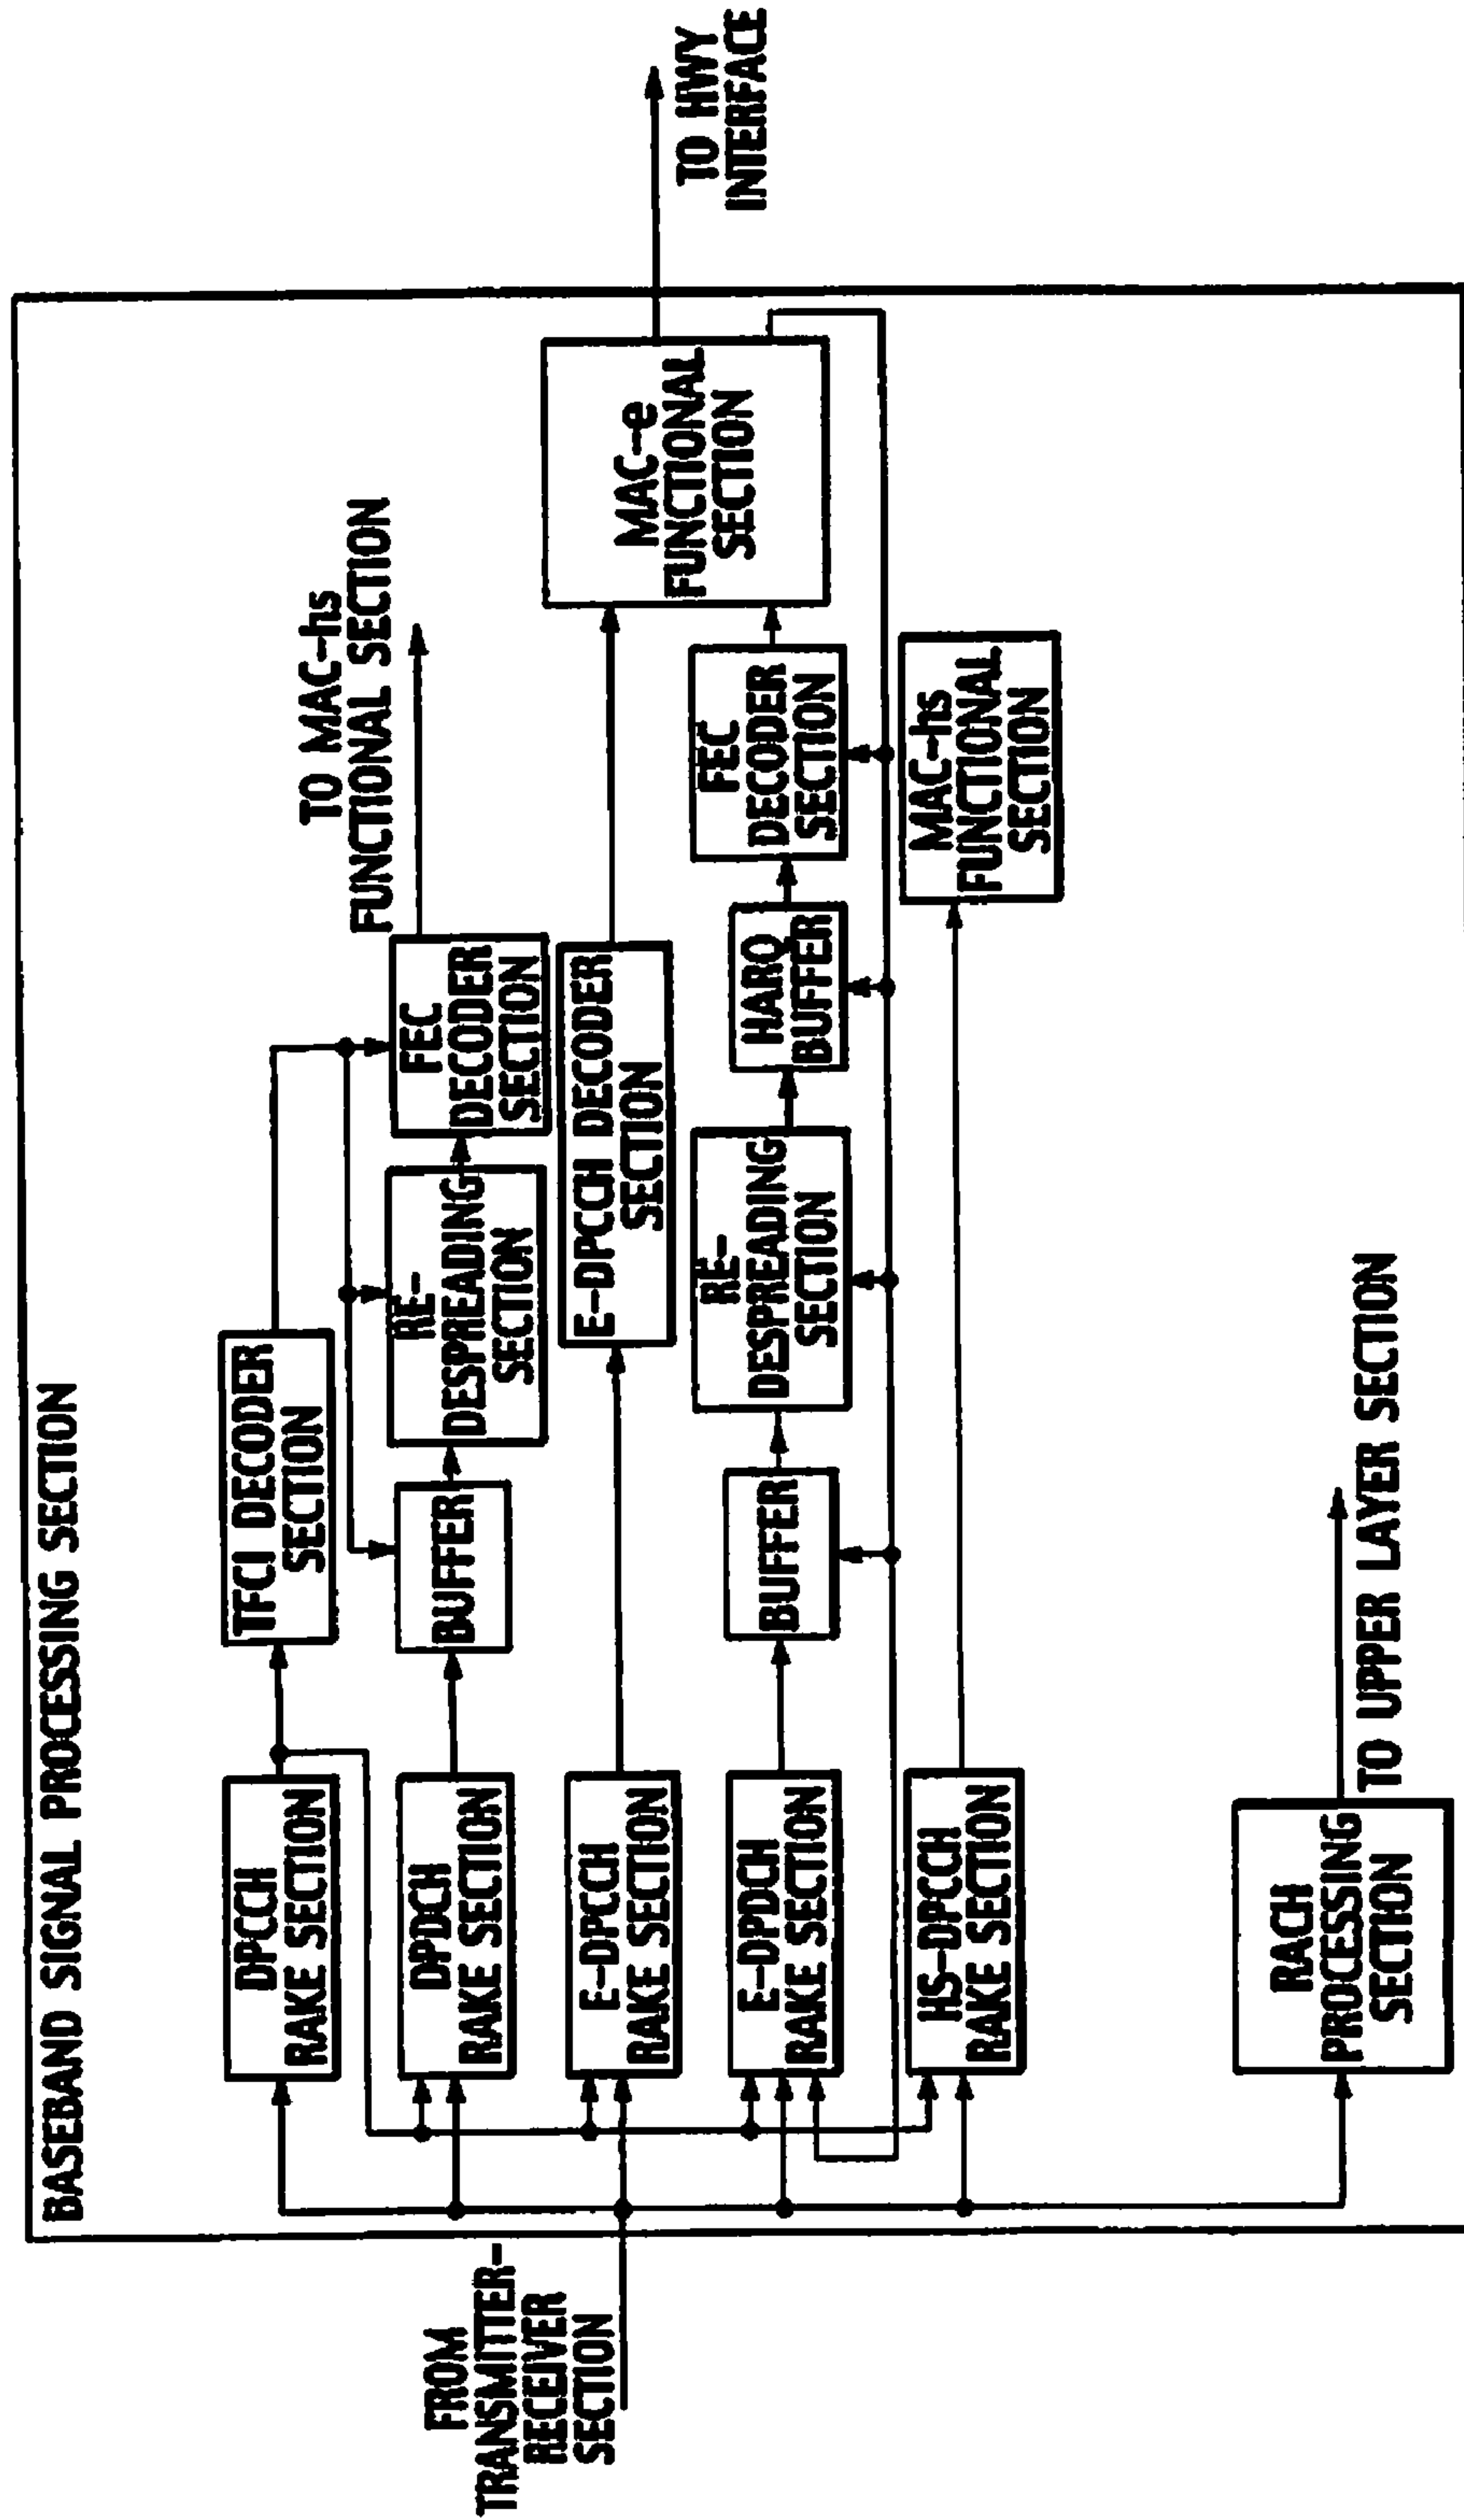 BASEBAND SIGNAL PROCESSING SECTION
FROM
TRANSMITTER-
RECEIVER
SECTION
DPCCH
RAKE SECTION
TFCI DECODER
SECTION
TO MAC-hs
FUNCTIONAL SECTION
DPDCH
RAKE SECTION
BUFFER
RE-
DESPREADING
SECTION
FEC
DECODER
SECTION
E-DPCCH
RAKE SECTION
E-DPCCH DECODER
SECTION
MAC-e
FUNCTIONAL
SECTION
TO HWY
INTERFACE
E-DPDCH
RAKE SECTION
BUFFER
RE-
DESPREADING
SECTION
HARQ
BUFFER
FEC
DECODER
SECTION
HS-DPCCH
RAKE SECTION
MAC-hs
FUNCTIONAL
SECTION
RACH
PROCESSING
SECTION
TO UPPER LAYER SECTION